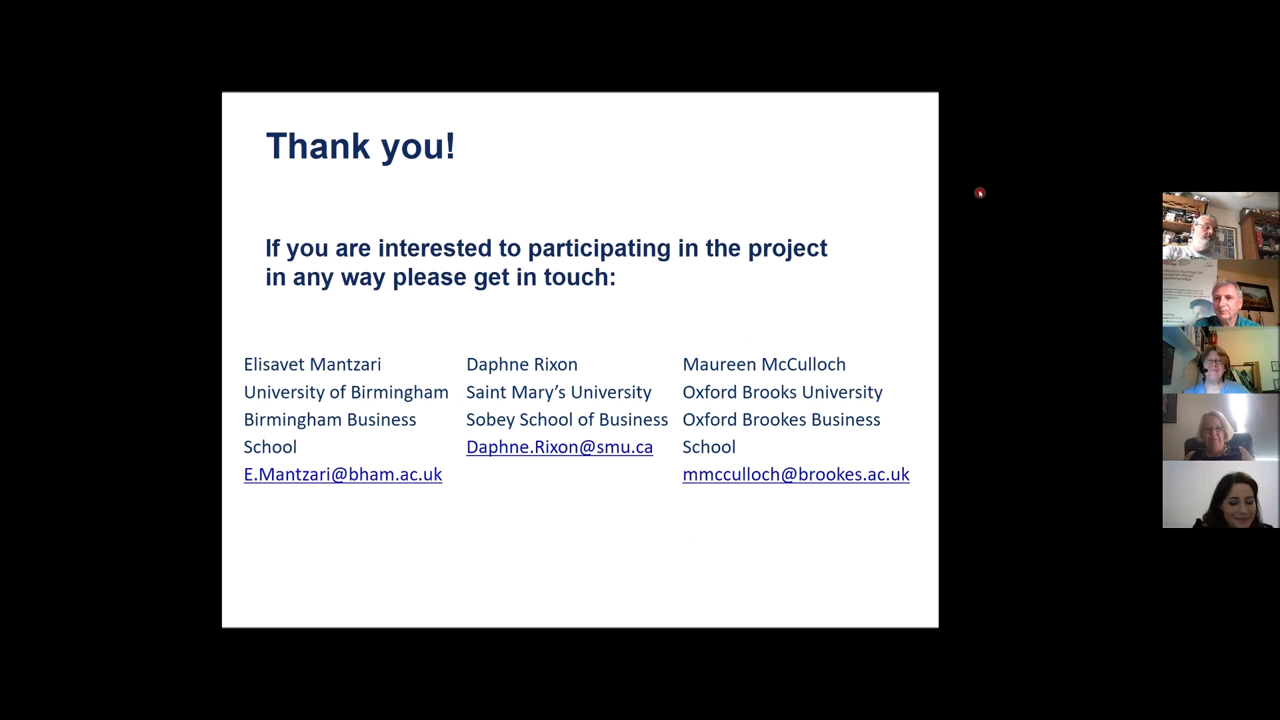 Thank you!
If you are interested to participating in the project
in any way please get in touch:
Elisavet Mantzari
University of Birmingham
Birmingham Business
School
E.Mantzari@bham.ac.uk
Daphne Rixon
Saint Mary’s University
Sobey School of Business
Daphne.Rixon@smu.ca
Maureen McCulloch
Oxford Brooks University
Oxford Brookes Business
School
mmcculloch@brookes.ac.uk